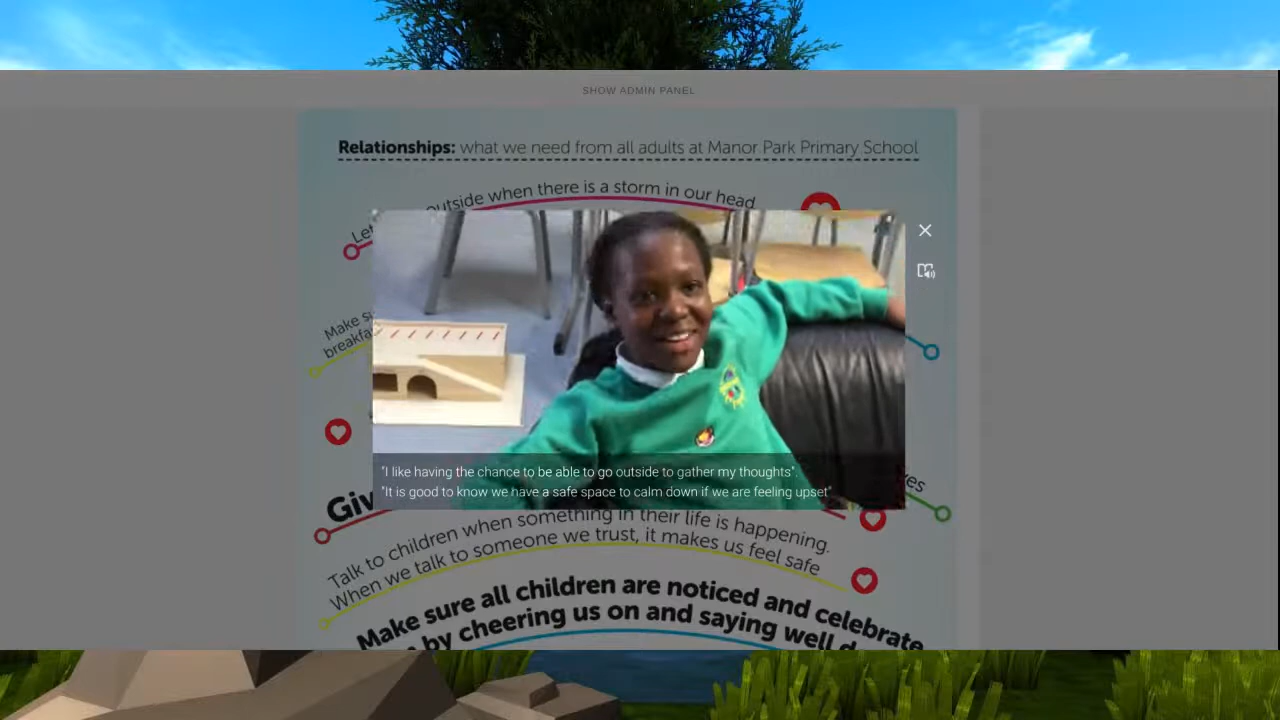 SHOW ADMIN PANEL
Relationships: what we need from all adults at Manor Park Primary School
outside when there is a storm in our head
Make
breakfa
"I like having the chance to be able to go outside to gather my thoughts".
"It is good to know we have a safe space to calm down if we are feeling upset"
Giv
Talk to children when something in their life is happening.
When we talk to someone we trust, it makes us feel safe
Make sure all children are noticed and celebrate
by cheering us on and saying well d